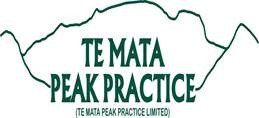 TE MATA
PEAK PRACTICE
(TE MATA PEAK PRACTICE LIMITED)